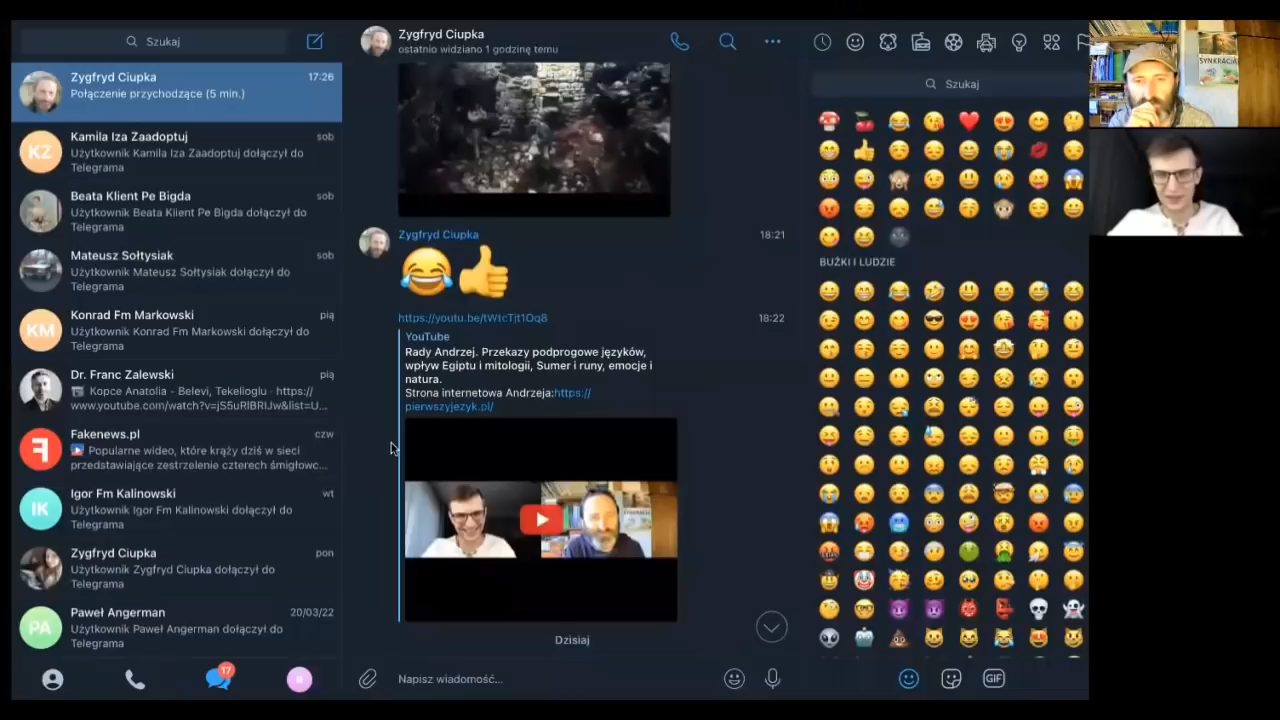 Szukaj
Zygfryd Ciupka
17:26
Połączenie przychodzące (5 min.)
KZ
Kamila Iza Zaadoptuj
sob
Użytkownik Kamila Iza Zaadoptuj dołączył do
Telegrama
Beata Klient Pe Bigda
sob
Użytkownik Beata Klient Pe Bigda dołączył do
Telegrama
Mateusz Sołtysiak
sob
Użytkownik Mateusz Sołtysiak dołączył do
Telegrama
KM
Konrad Fm Markowski
pią
Użytkownik Konrad Fm Markowski dołączył do
Telegrama
Dr. Franc Zalewski
pią
Kopce Anatolia - Belevi, Tekelioglu · https://
www.youtube.com/watch?v=jS5uRlBRIJw&list=U...
Fakenews.pl
czw
Popularne wideo, które krąży dziś w sieci
przedstawiające zestrzelenie czterech śmigłowc...
IK
Igor Fm Kalinowski
wt
Użytkownik Igor Fm Kalinowski dołączył do
Telegrama
Zygfryd Ciupka
pon
Użytkownik Zygfryd Ciupka dołączył do
Telegrama
PA
Paweł Angerman
20/03/22
Użytkownik Paweł Angerman dołączył do
Telegrama
17
Zygfryd Ciupka
ostatnio widziano 1 godzinę temu
Zygfryd Ciupka
18:21
https://youtu.be/tWtcTjt1Oq8
18:22
YouTube
Rady Andrzej. Przekazy podprogowe języków,
wpływ Egiptu i mitologii, Sumer i runy, emocje i
natura.
Strona internetowa Andrzeja:https://
pierwszyjezyk.pl/
Dzisiaj
Napisz wiadomość...
Szukaj
BUŹKI I LUDZIE
GIF
SYNKRACJA